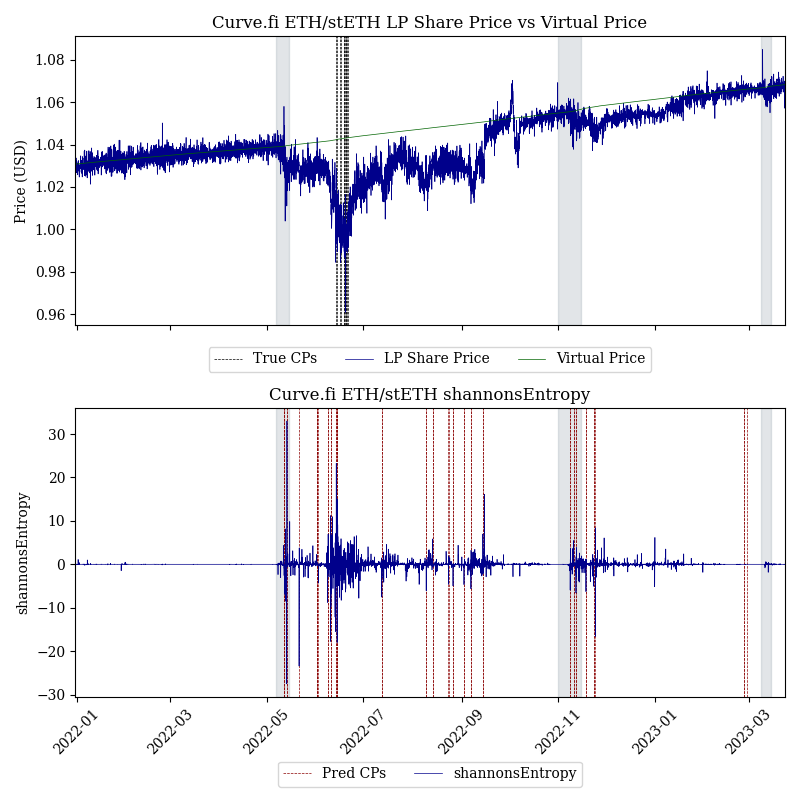 Curve.fi ETH/stETH LP Share Price vs Virtual Price
Price (USD)
1.08
1.06
1.04
1.02
1.00
0.98
0.96
True CPs
LP Share Price
Virtual Price
Curve.fi ETH/stETH shannonsEntropy
shannonsEntropy
30
20
10
0
−10
−20
−30
2022-01
2022-03
2022-05
2022-07
2022-09
2022-11
2023-01
2023-03
Pred CPs
shannonsEntropy